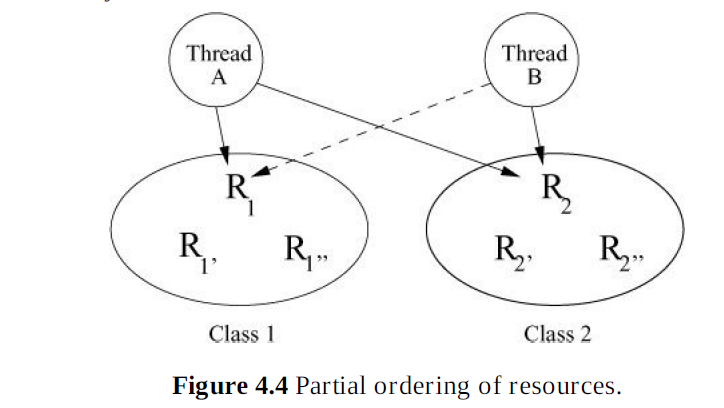 Thread Thread
A B
R1 R2
R1’ R1” R2’ R2”
Class 1 Class 2
Figure 4.4 Partial ordering of resources.